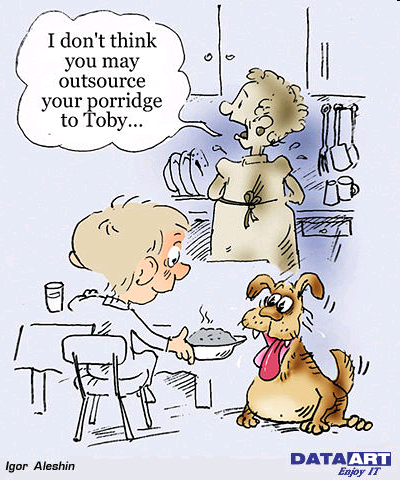 I don't think
you may
outsource
your porridge
to Toby...
Igor Aleshin
DATAART
Enjoy IT